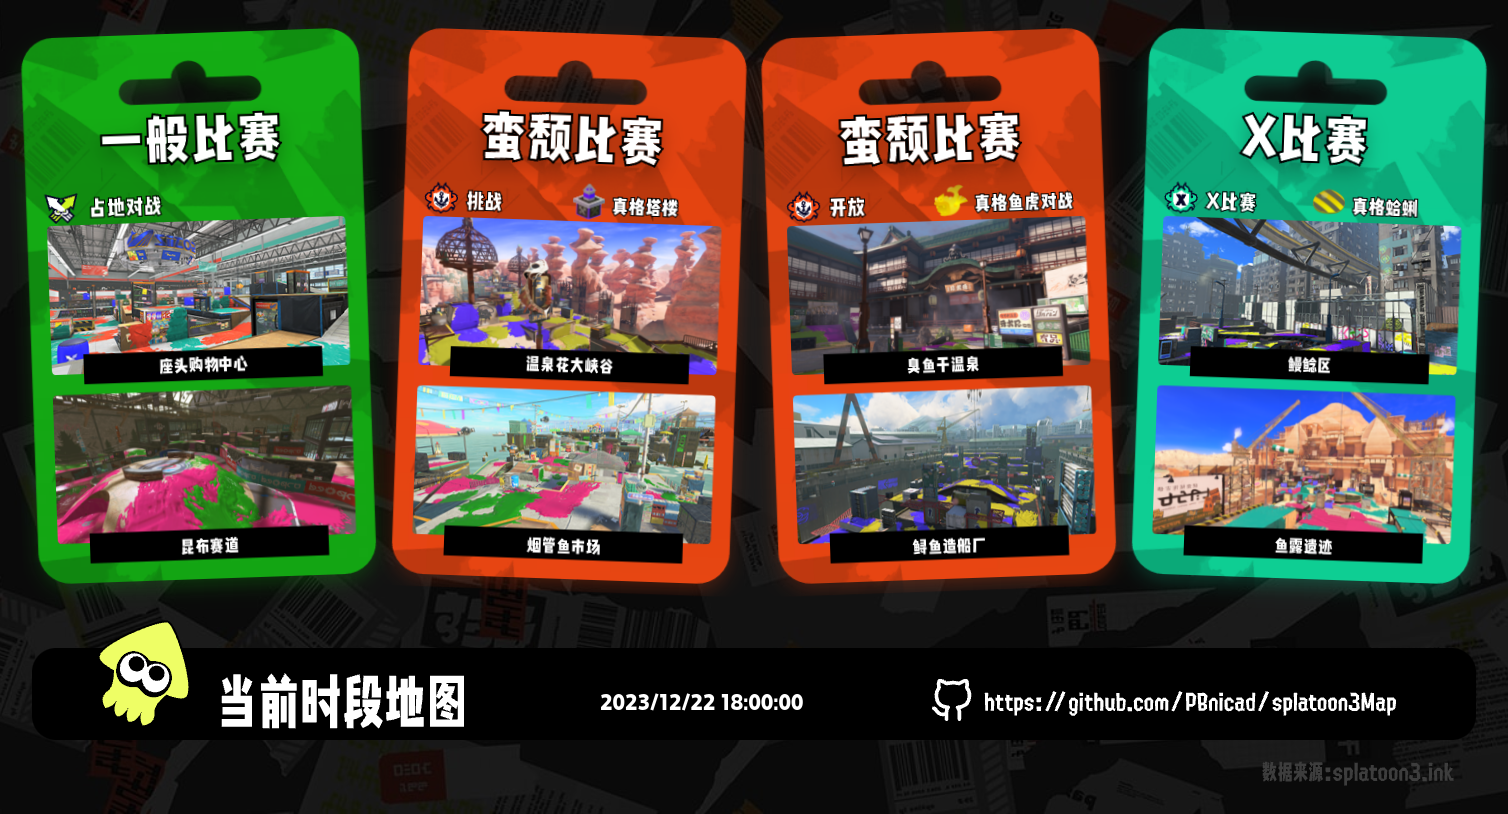 一般比赛
占地对战
座头购物中心
昆布赛道
蛮颓比赛
挑战
真格塔楼
温泉花大峡谷
烟管鱼市场
蛮颓比赛
开放
真格鱼虎对战
臭鱼干温泉
鲟鱼造船厂
X比赛
X比赛
真格蛤蜊
鳗鲶区
鱼露遗迹
当前时段地图
2023/12/22 18:00:00
https://github.com/PBnicad/splatoon3Map
数据来源:splatoon3.ink